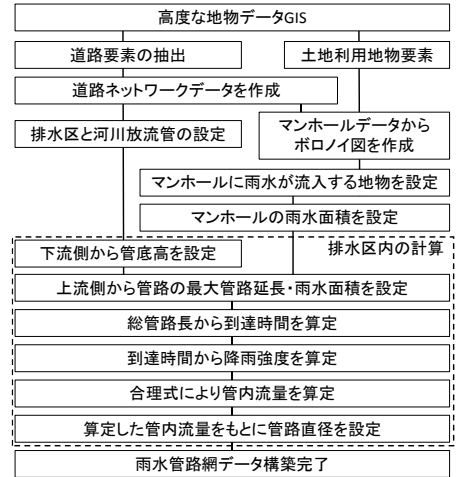 高度な地物データGIS
道路要素の抽出
土地利用地物要素
道路ネットワークデータを作成
排水区と河川放流管の設定
マンホールデータから
ボロノイ図を作成
マンホールに雨水が流入する地物を設定
マンホールの雨水面積を設定
下流側から管底高を設定
排水区内の計算
上流側から管路の最大管路延長・雨水面積を設定
総管路長から到達時間を算定
到達時間から降雨強度を算定
合理式により管内流量を算定
算定した管内流量をもとに管路直径を設定
雨水管路網データ構築完了